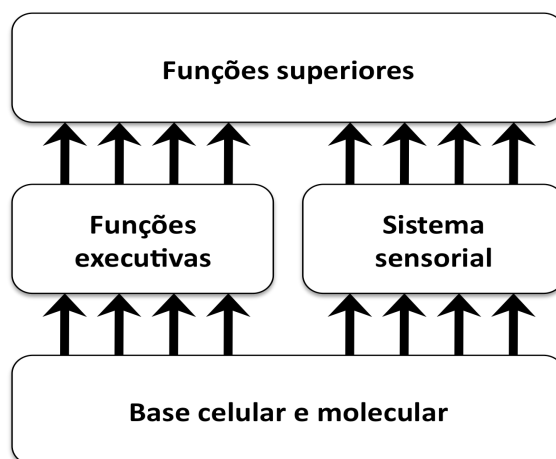 Funções superiores
Funções
executivas
Sistema
sensorial
Base celular e molecular